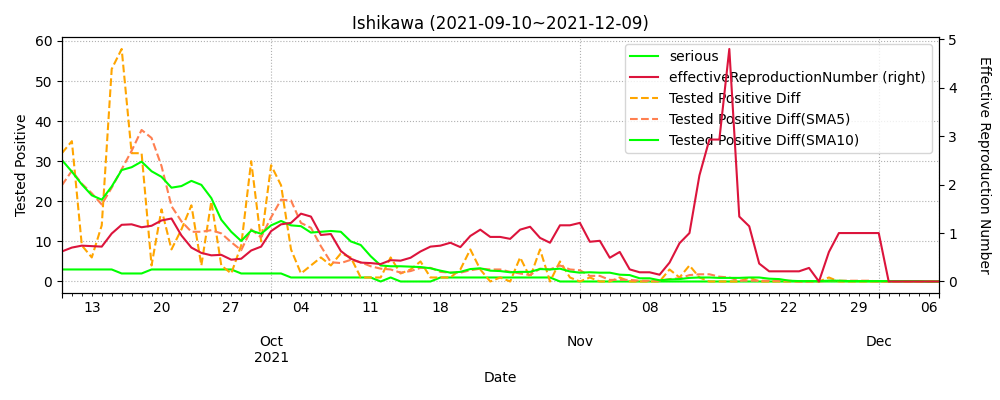 Ishikawa (2021-09-10~2021-12-09)
serious
effectiveReproductionNumber (right)
Tested Positive Diff
Tested Positive Diff(SMA5)
Tested Positive Diff(SMA10)
Tested Positive
60
50
40
30
20
10
0
5
4
3
2
1
0
Effective Reproduction Number
13 20 27 04 11 18 25 08 15 22 29 06
Oct Nov Dec
2021
Date